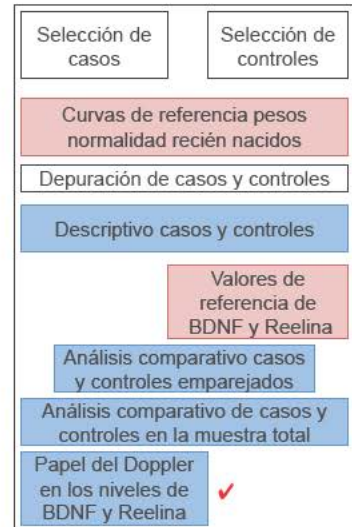 Selección de
casos
Selección de
controles
Curvas de referencia pesos
normalidad recién nacidos
Depuración de casos y controles
Descriptivo casos y controles
Valores de
referencia de
BDNF y Reelina
Análisis comparativo casos
y controles emparejados
Análisis comparativo de casos y
controles en la muestra total
Papel del Doppler
en los niveles de
BDNF y Reelina